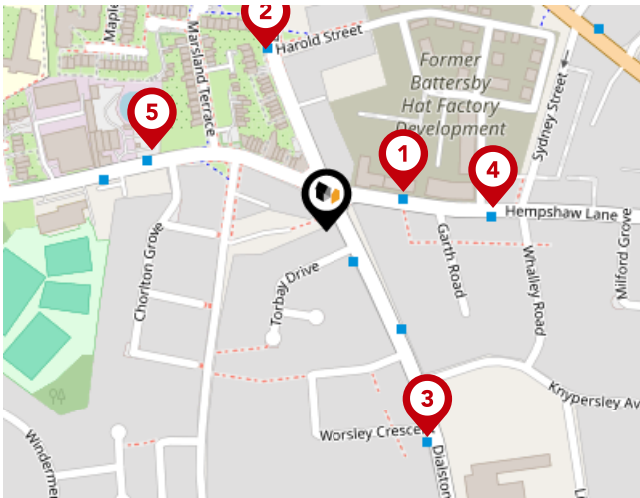 2
Harold Street
Maple
Marsland Terrace
Former
Battersby
Hat Factory
Development
Sydney Street
5
1
4
Hempshaw Lane
Milford Grove
Garth Road
Whalley Road
Chorlton Grove
Torbay Drive
3
Knypersley Av
Worsley Cresce
Dialston
Winderme
L